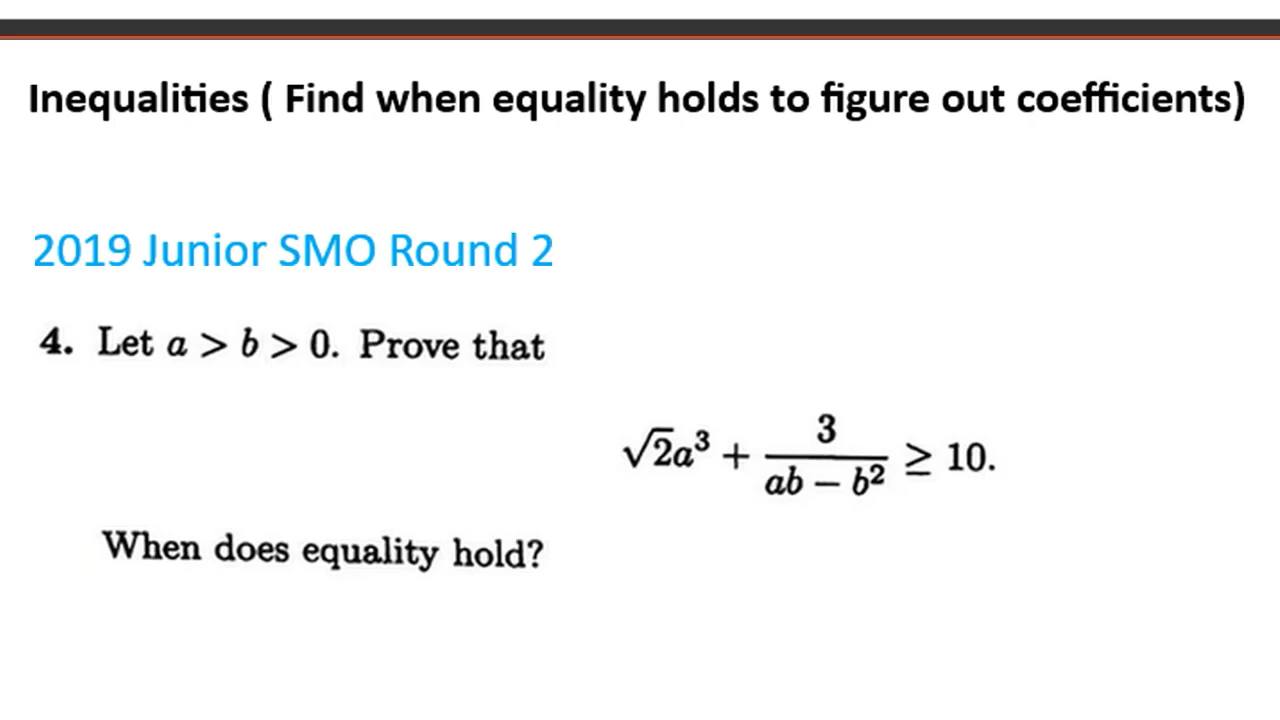 Inequalities ( Find when equality holds to figure out coefficients)
2019 Junior SMO Round 2
4. Let a > b > 0. Prove that
√2a³ + 3/(ab − b²) ≥ 10.
When does equality hold?